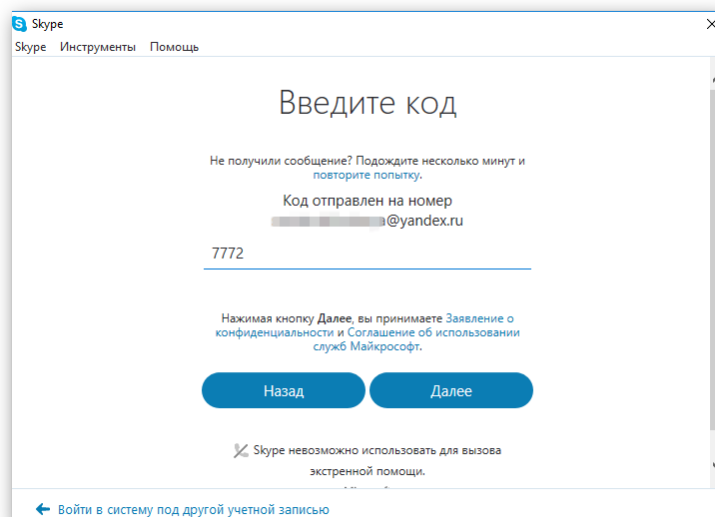 Skype
Skype Инструменты Помощь
Введите код
Не получили сообщение? Подождите несколько минут и
повторите попытку.
Код отправлен на номер
a@yandex.ru
7772
Нажимая кнопку Далее, вы принимаете Заявление о
конфиденциальности и Соглашение об использовании
служб Майкрософт.
Назад Далее
Skype невозможно использовать для вызова
экстренной помощи.
Войти в систему под другой учетной записью